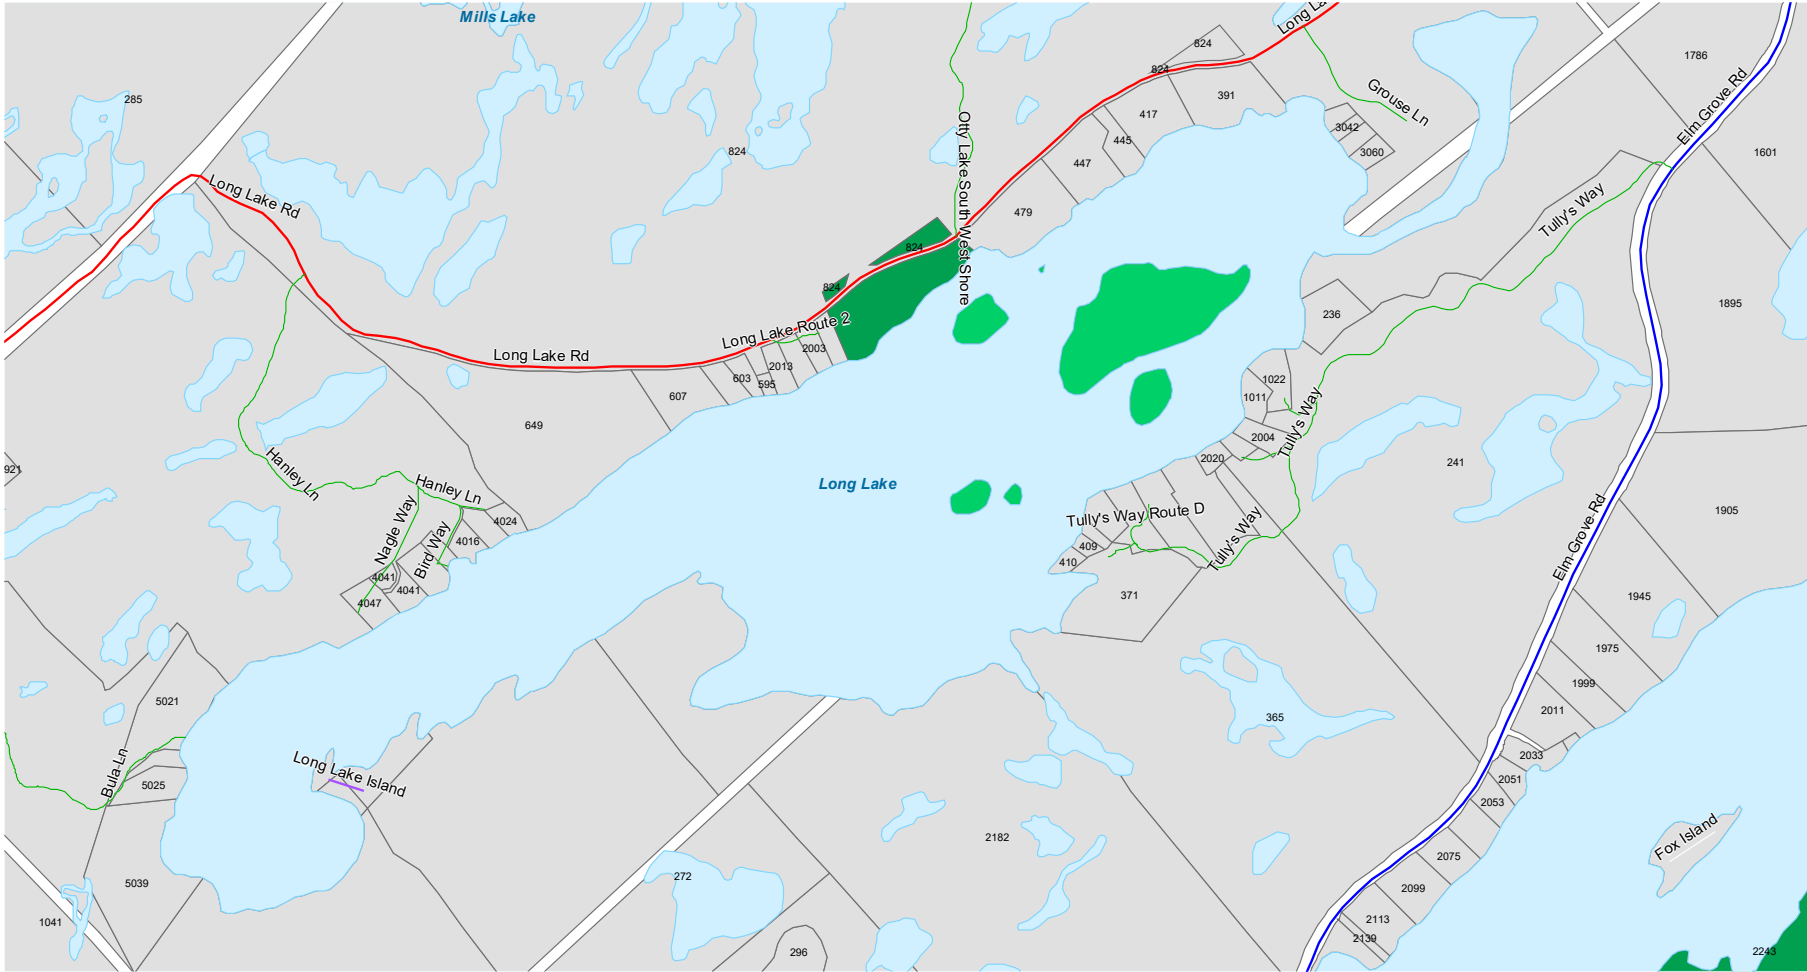 Mills Lake
Long La
824
1786
824
285
Grouse Ln
391
Elm Grove Rd
417
3042
445
1601
824
3060
447
Otty Lake South West Shore
Long Lake Rd
479
Tully's Way
824
824
1895
236
Long Lake Route 2
2003
Long Lake Rd
2013
603
595
607
1022
1011
649
Tully's Way
2004
2020
241
921
Hanley Ln
Hanley Ln
Long Lake
1905
4024
Nagle Way
Tully's Way Route D
Bird Way
4016
Tully's Way
Elm Grove Rd
409
410
4041
4041
4047
371
1945
1975
1999
5021
2011
365
2033
Bula Ln
Long Lake Island
2051
5025
2053
2182
Fox Island
2075
272
5039
2099
1041
2113
2139
296
2243